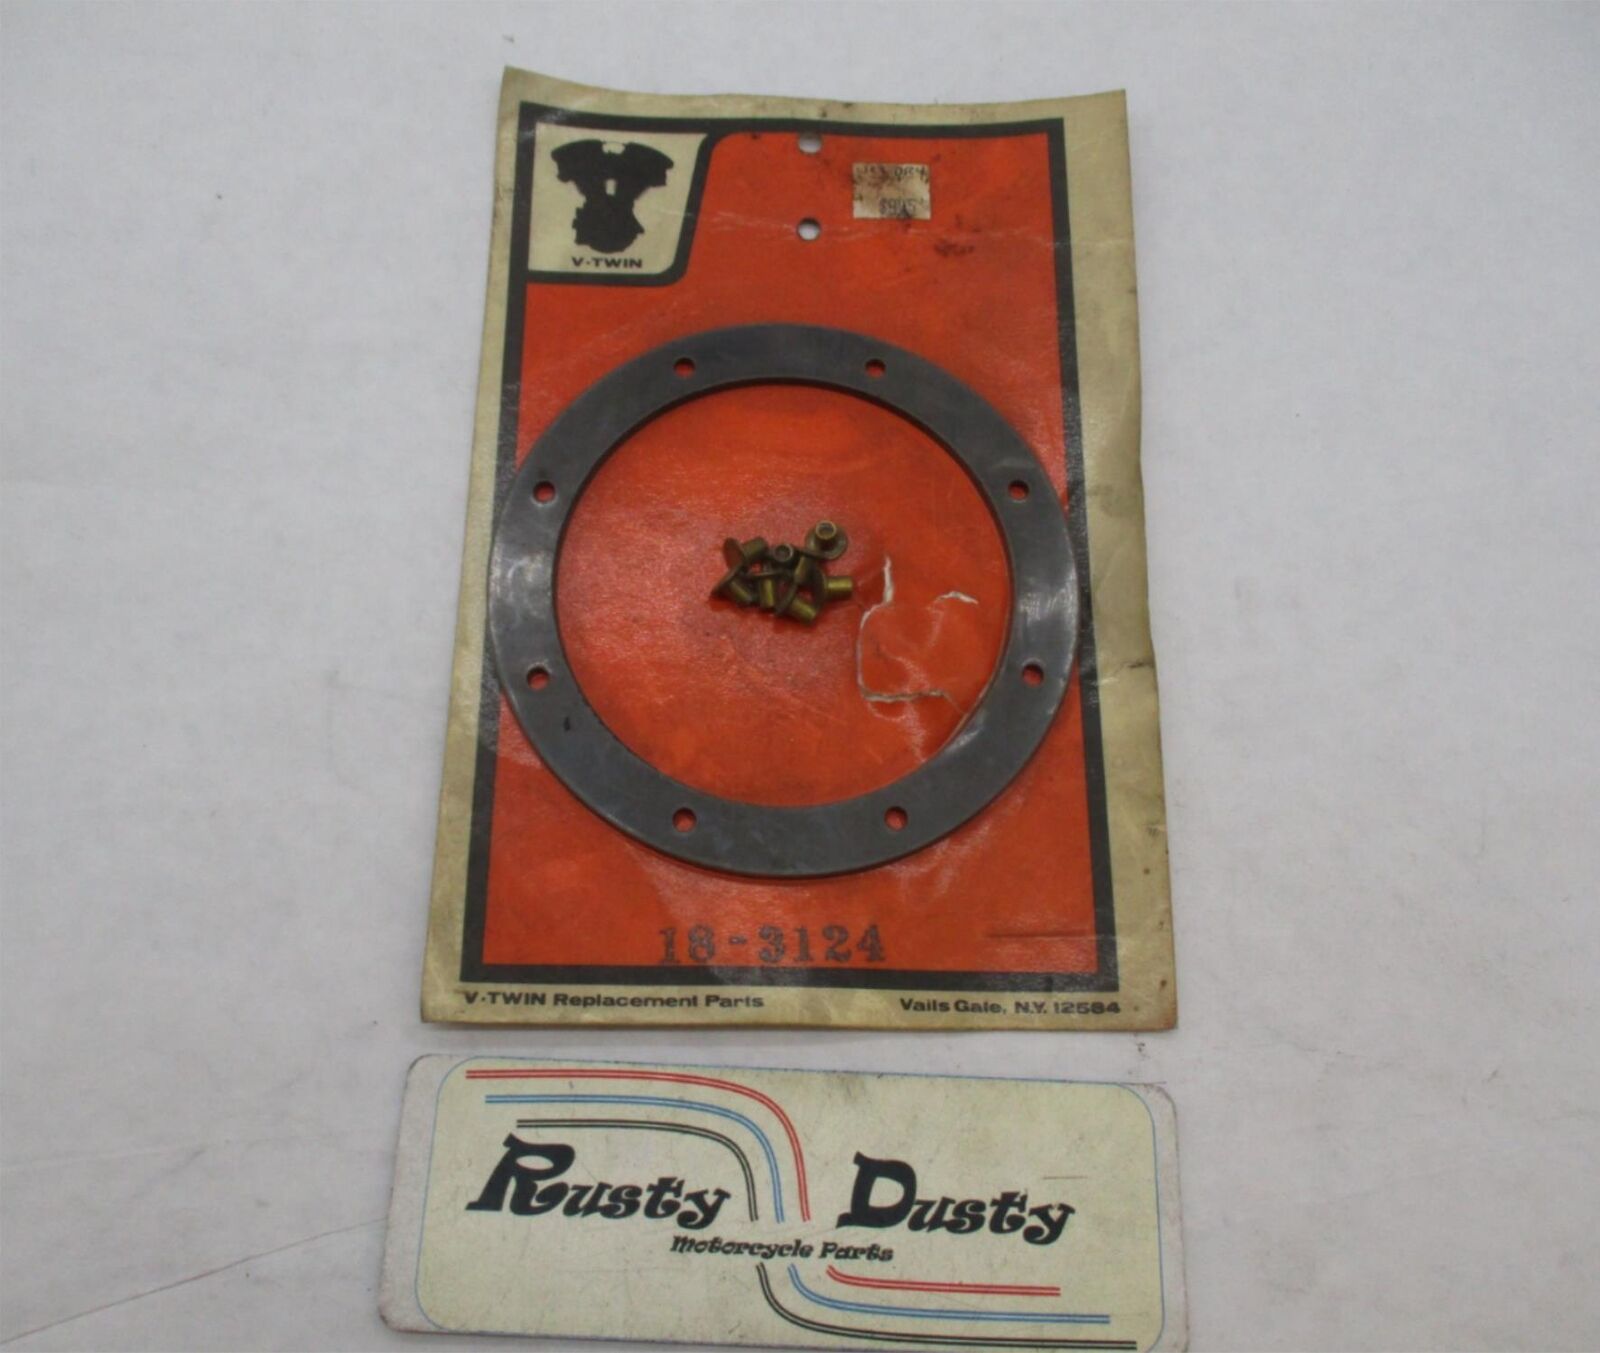 V-TWIN
18-3124
V-TWIN Replacement Parts
Vails Gate, N.Y. 12584
Rusty Dusty
Motorcycle Parts